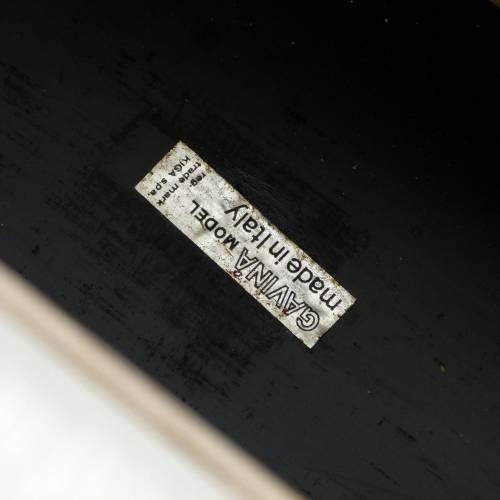 GAVINA MODEL
made in Italy
reg.
trade mark
KIGA s.p.a.